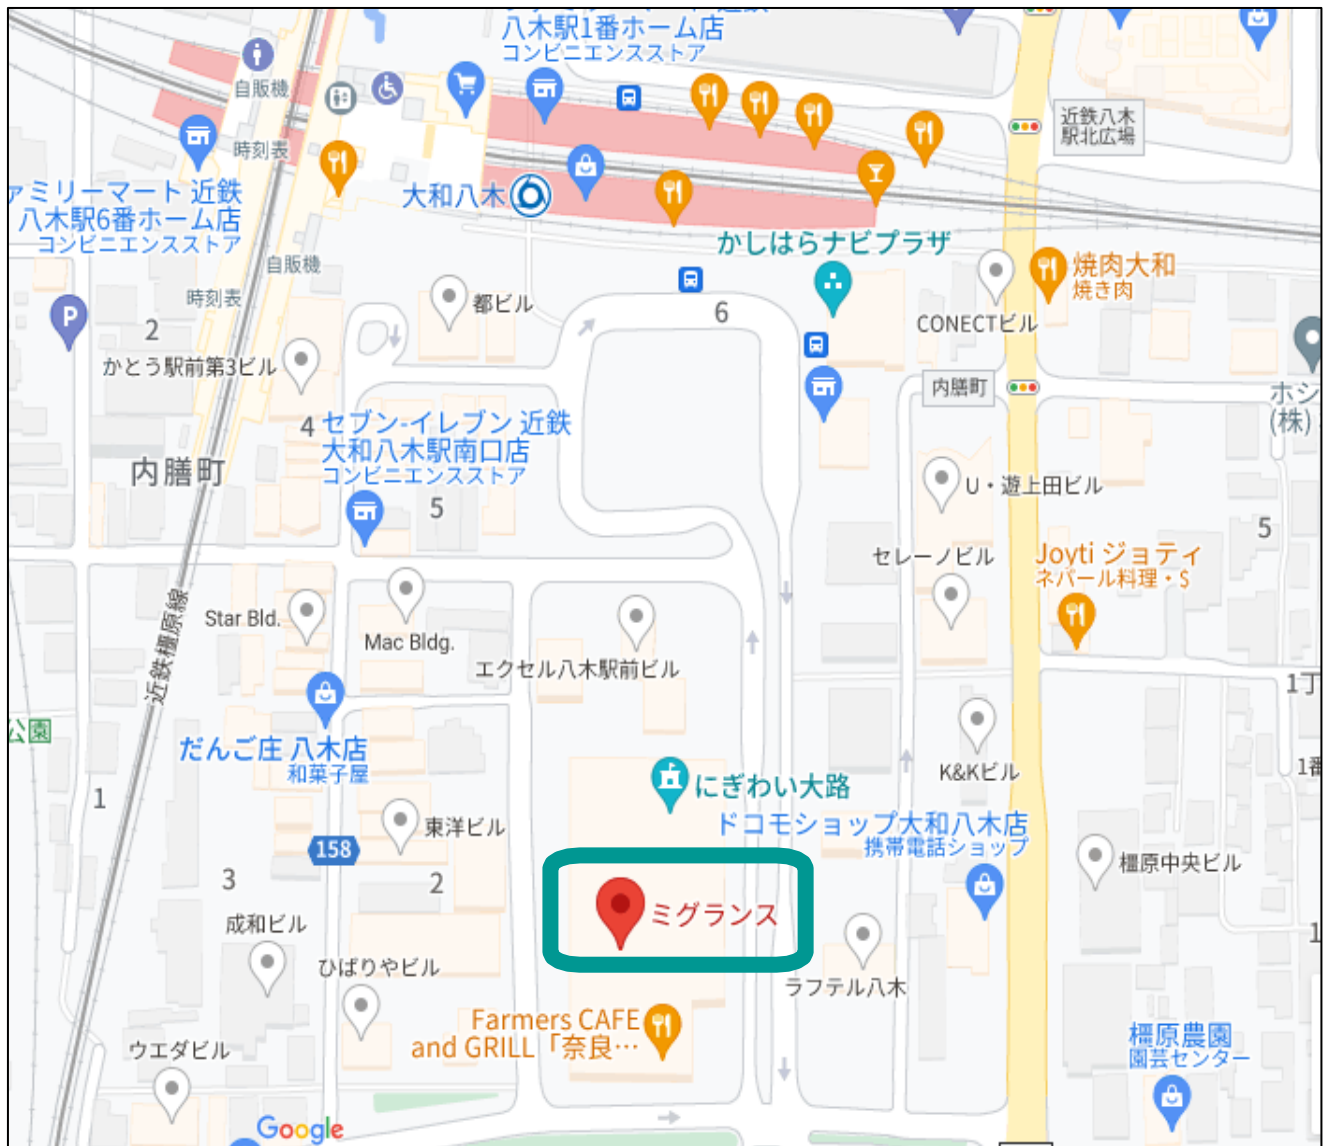 八木駅1番ホーム店
コンビニエンスストア
自販機
時刻表
近鉄八木
駅北広場
ァミリーマート 近鉄
八木駅6番ホーム店
コンビニエンスストア
大和八木
自販機
時刻表
かしはらナビプラザ
焼肉大和
焼き肉
P
2
都ビル
6
CONECTビル
かとう駅前第3ビル
内膳町
ホシ
(株)
4
セブン-イレブン 近鉄
大和八木駅南口店
コンビニエンスストア
内膳町
5
U・遊上田ビル
5
セレーノビル
Joyti ジョティ
ネパール料理・S
近鉄橿原線
Star Bld.
Mac Bldg.
エクセル八木駅前ビル
1丁
公園
だんご庄 八木店
和菓子屋
K&Kビル
1番
1
にぎわい大路
東洋ビル
ドコモショップ大和八木店
携帯電話ショップ
158
橿原中央ビル
3
2
ミグランス
成和ビル
1
ひばりやビル
ラフテル八木
Farmers CAFE
and GRILL「奈良…
ウエダビル
橿原農園
園芸センター
Google